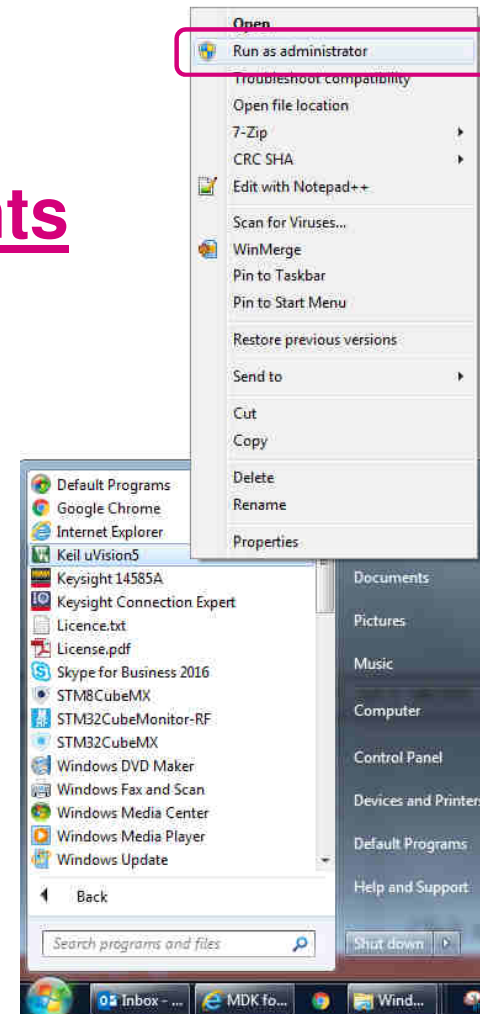 Open
Run as administrator
Troubleshoot compatibility
Open file location
7-Zip
CRC SHA
Edit with Notepad++
Scan for Viruses...
WinMerge
Pin to Taskbar
Pin to Start Menu
Restore previous versions
Send to
Cut
Copy
Delete
Rename
Properties
nts
Default Programs
Google Chrome
Internet Explorer
Keil uVision5
Keysight 14585A
Keysight Connection Expert
Licence.txt
License.pdf
Skype for Business 2016
STM8CubeMX
STM32CubeMonitor-RF
STM32CubeMX
Windows DVD Maker
Windows Fax and Scan
Windows Media Center
Windows Media Player
Windows Update
Back
Search programs and files
Documents
Pictures
Music
Computer
Control Panel
Devices and Printers
Default Programs
Help and Support
Shut down
Inbox - ...
MDK fo...
Wind...